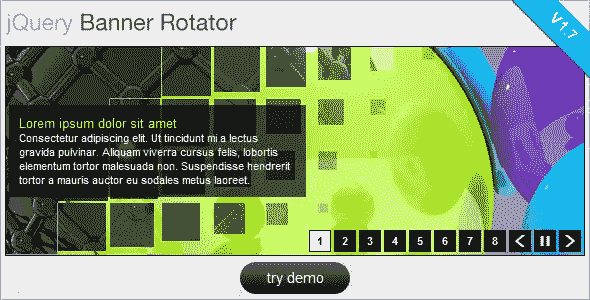 jQuery Banner Rotator
V1.7
Lorem ipsum dolor sit amet
Consectetur adipiscing elit. Ut tincidunt mi a lectus
gravida pulvinar. Aliquam viverra cursus felis, lobortis
elementum tortor malesuada non. Suspendisse hendrerit
tortor a mauris auctor eu sodales metus laoreet.
1 2 3 4 5 6 7 8
try demo